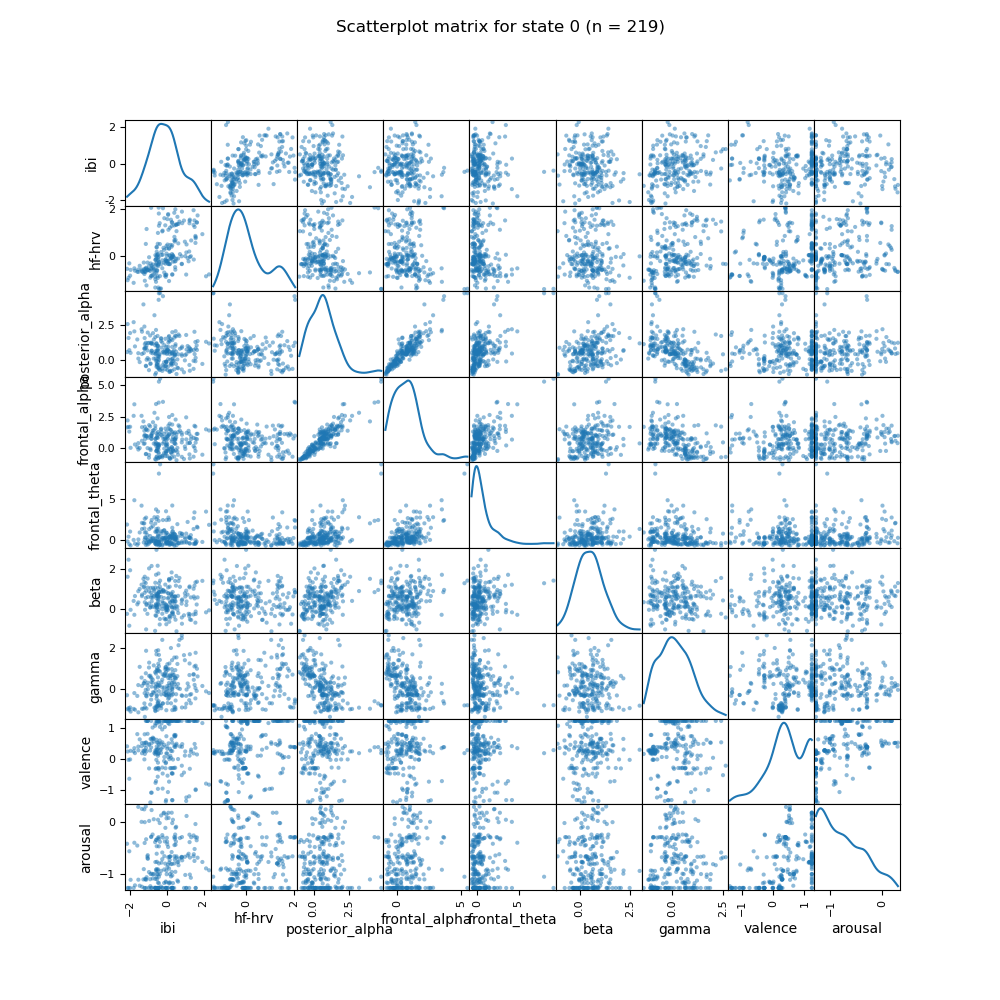 Scatterplot matrix for state 0 (n = 219)
ibi
2
0
−2
hf-hrv
2
0
posterior_alpha
2.5
0.0
frontal_alpha
5.0
2.5
0.0
frontal_theta
5
0
beta
2
0
gamma
2
0
valence
1
0
−1
arousal
0
−1
−2 0 2 0 2 0.0 2.5 0 5 0 5 0.0 2.5 0.0 2.5 −1 0 1 −1 0
ibi hf-hrv posterior_alpha frontal_alpha frontal_theta beta gamma valence arousal